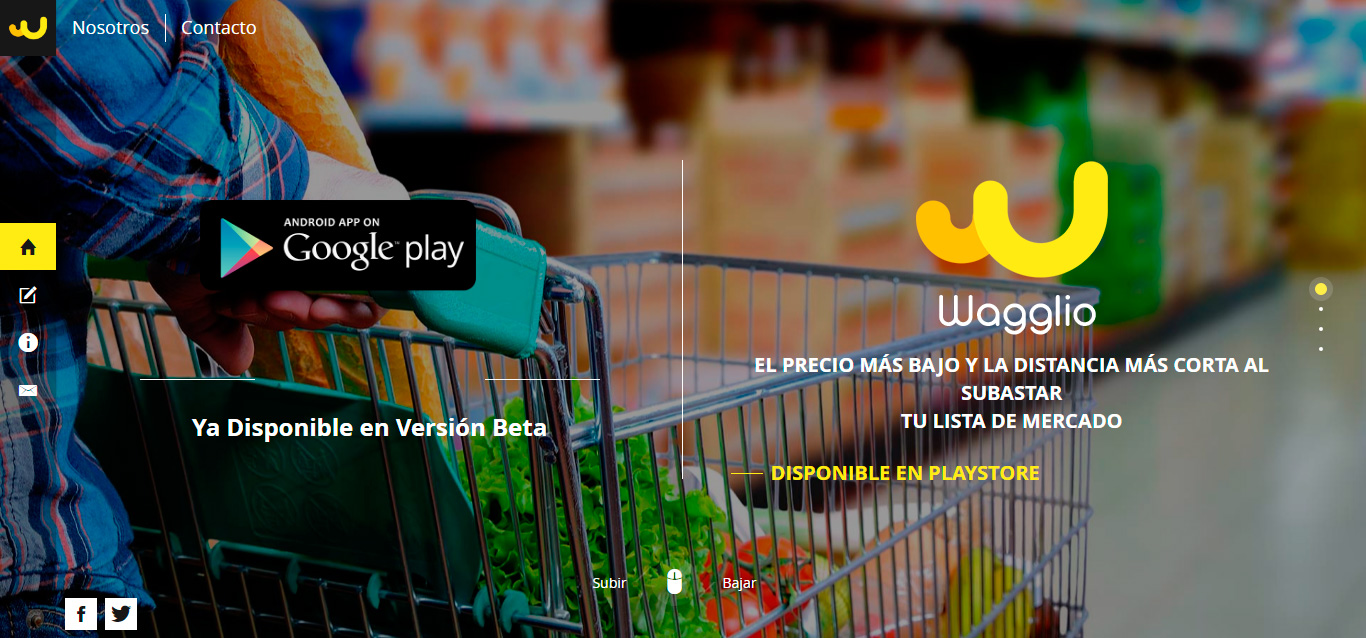 Nosotros
Contacto
ANDROID APP ON
Google play
Ya Disponible en Versión Beta
Wagglio
EL PRECIO MÁS BAJO Y LA DISTANCIA MÁS CORTA AL
SUBASTAR
TU LISTA DE MERCADO
DISPONIBLE EN PLAYSTORE
Subir
Bajar